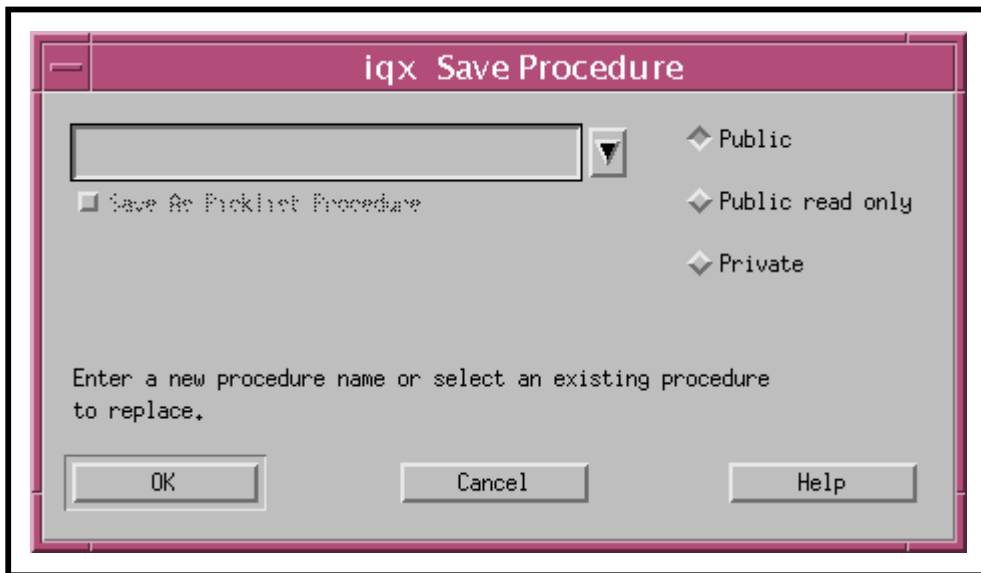 iqx Save Procedure
Public
Save As Picklist Procedure
Public read only
Private
Enter a new procedure name or select an existing procedure
to replace.
OK
Cancel
Help